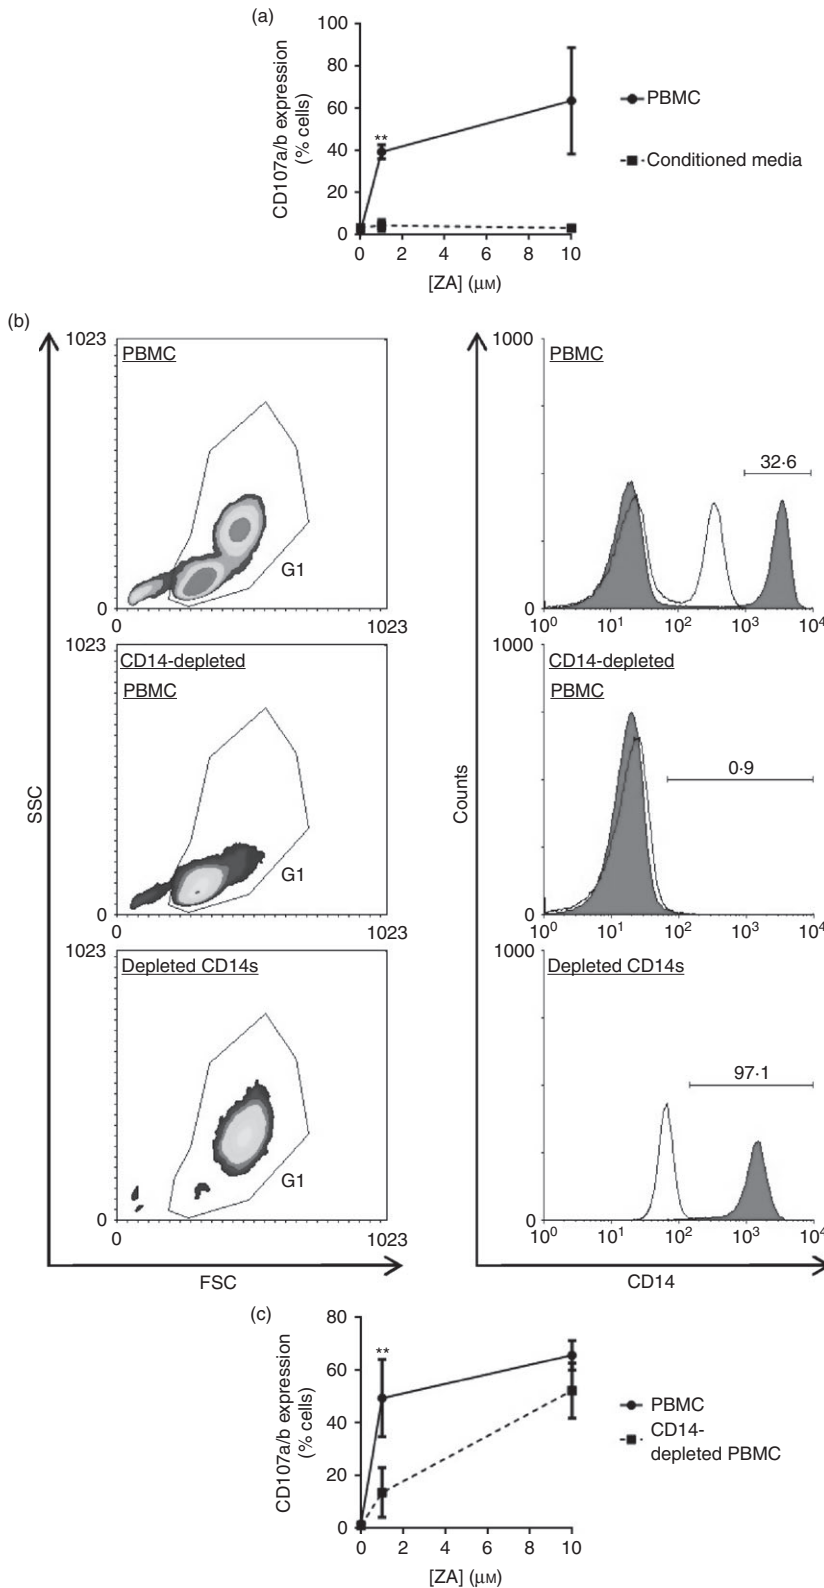 (a)
100
80
60
40
20
0
CD107a/b expression
(% cells)
**
0 2 4 6 8 10
[ZA] (μM)
PBMC
Conditioned media
(b)
1023
PBMC
G1
0
0 1023
1000
PBMC
32·6
0
10⁰ 10¹ 10² 10³ 10⁴
1023
CD14-depleted
PBMC
G1
0
0 1023
1000
CD14-depleted
PBMC
0·9
0
10⁰ 10¹ 10² 10³ 10⁴
1023
Depleted CD14s
G1
0
0 1023
1000
Depleted CD14s
97·1
0
10⁰ 10¹ 10² 10³ 10⁴
SSC
FSC
Counts
CD14
(c)
80
60
40
20
0
CD107a/b expression
(% cells)
**
0 2 4 6 8 10
[ZA] (μM)
PBMC
CD14-
depleted PBMC